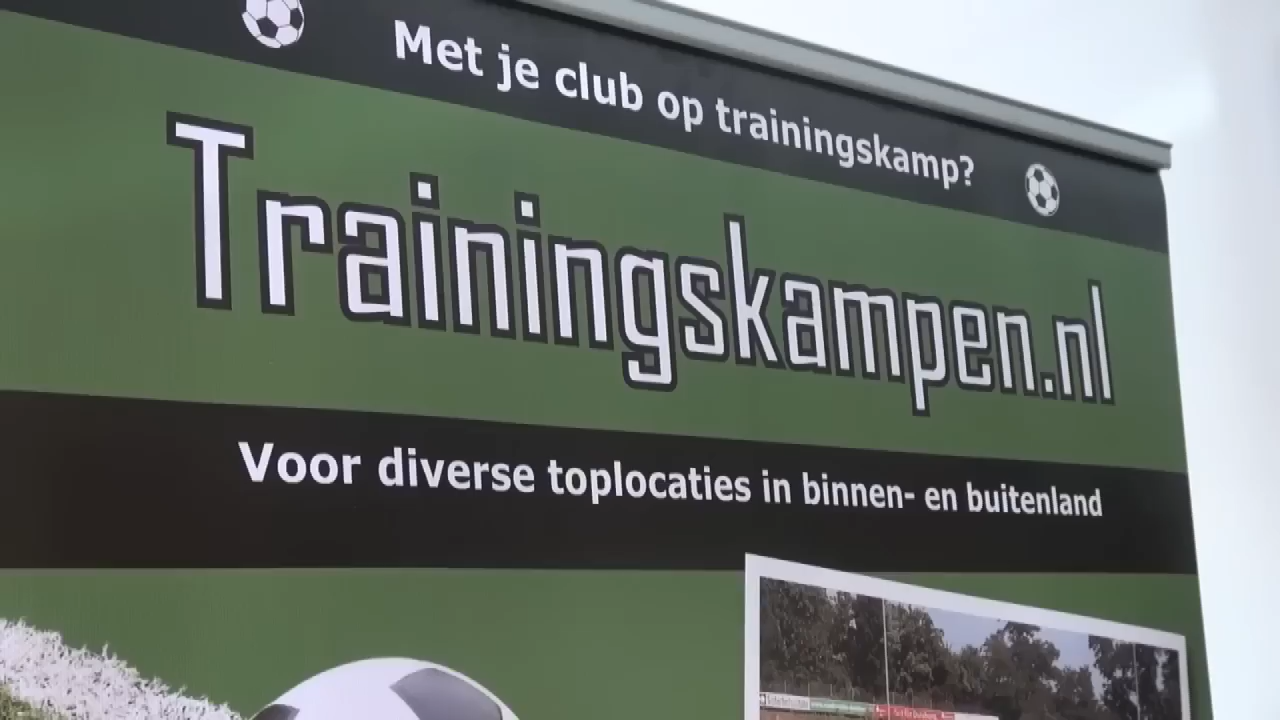 Met je club op trainingskamp?
Trainingskampen.nl
Voor diverse toplocaties in binnen- en buitenland